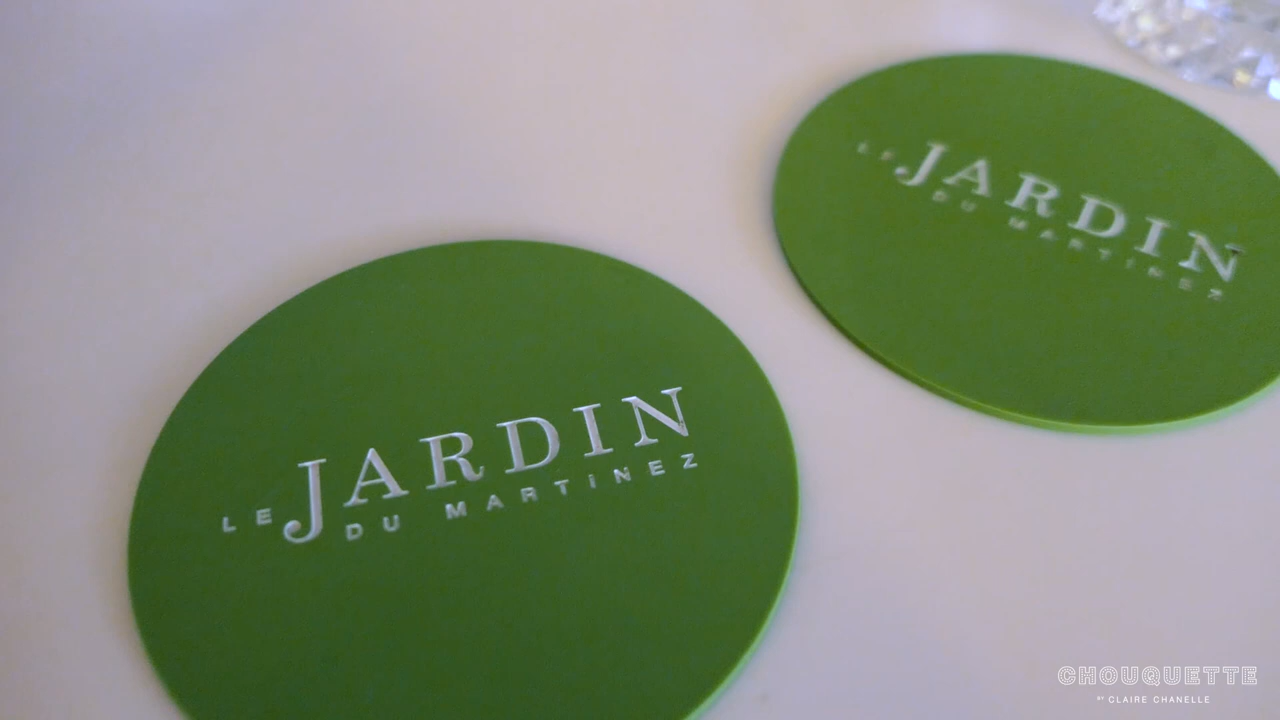 LE JARDIN
DU MARTINEZ
LE JARDIN
DU MARTINEZ
CHOUQUETTE
BY CLAIRE CHANELLE